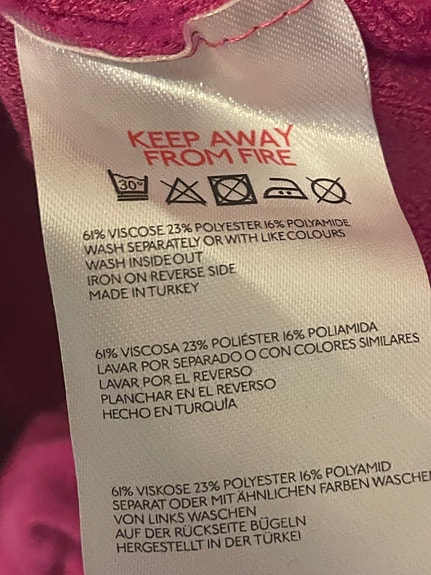 KEEP AWAY
FROM FIRE
30°
61% VISCOSE 23% POLYESTER 16% POLYAMIDE
WASH SEPARATELY OR WITH LIKE COLOURS
WASH INSIDE OUT
IRON ON REVERSE SIDE
MADE IN TURKEY
61% VISCOSA 23% POLIÉSTER 16% POLIAMIDA
LAVAR POR SEPARADO O CON COLORES SIMILARES
LAVAR POR EL REVERSO
PLANCHAR EN EL REVERSO
HECHO EN TURQUÍA
61% VISKOSE 23% POLYESTER 16% POLYAMID
SEPARAT ODER MIT ÄHNLICHEN FARBEN WASCHE
VON LINKS WASCHEN
AUF DER RÜCKSEITE BÜGELN
HERGESTELLT IN DER TÜRKEI